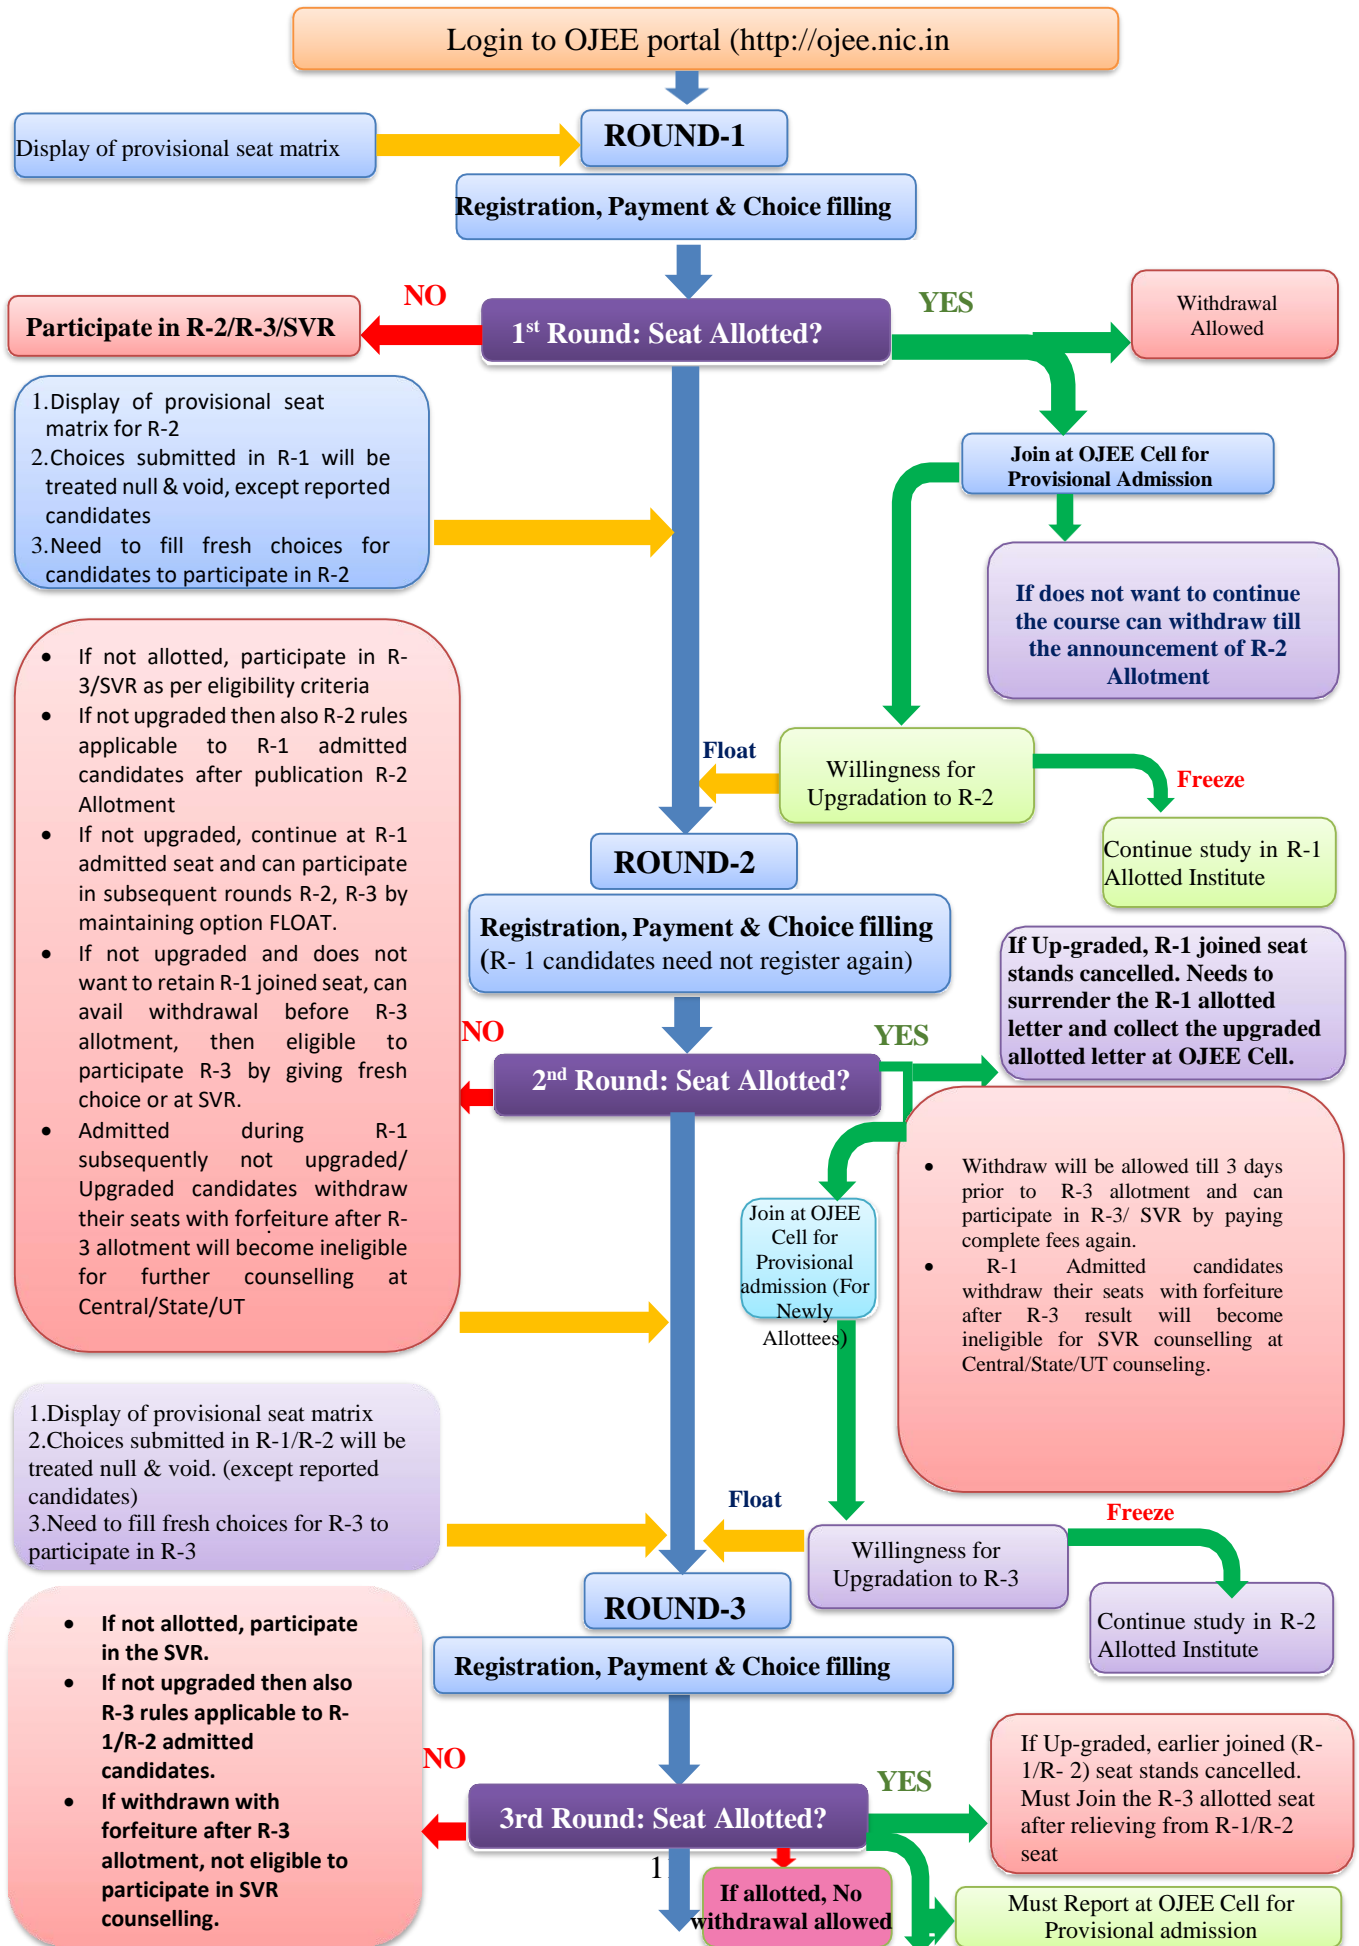 Login to OJEE portal (http://ojee.nic.in
Display of provisional seat matrix
ROUND-1
Registration, Payment & Choice filling
NO
YES
Participate in R-2/R-3/SVR
1st Round: Seat Allotted?
Withdrawal
Allowed
1.Display of provisional seat
matrix for R-2
2.Choices submitted in R-1 will be
treated null & void, except reported
candidates
3.Need to fill fresh choices for
candidates to participate in R-2
Join at OJEE Cell for
Provisional Admission
If does not want to continue
the course can withdraw till
the announcement of R-2
Allotment
• If not allotted, participate in R-
3/SVR as per eligibility criteria
• If not upgraded then also R-2 rules
applicable to R-1 admitted
candidates after publication R-2
Allotment
• If not upgraded, continue at R-1
admitted seat and can participate
in subsequent rounds R-2, R-3 by
maintaining option FLOAT.
• If not upgraded and does not
want to retain R-1 joined seat, can
avail withdrawal before R-3
allotment, then eligible to
participate R-3 by giving fresh
choice or at SVR.
• Admitted during R-1
subsequently not upgraded/
Upgraded candidates withdraw
their seats with forfeiture after R-
3 allotment will become ineligible
for further counselling at
Central/State/UT
Float
Willingness for
Upgradation to R-2
Freeze
Continue study in R-1
Allotted Institute
ROUND-2
Registration, Payment & Choice filling
(R- 1 candidates need not register again)
If Up-graded, R-1 joined seat
stands cancelled. Needs to
surrender the R-1 allotted
letter and collect the upgraded
allotted letter at OJEE Cell.
NO
YES
2nd Round: Seat Allotted?
• Withdraw will be allowed till 3 days
prior to R-3 allotment and can
participate in R-3/ SVR by paying
complete fees again.
• R-1 Admitted candidates
withdraw their seats with forfeiture
after R-3 result will become
ineligible for SVR counselling at
Central/State/UT counseling.
Join at OJEE
Cell for
Provisional
admission (For
Newly
Allottees)
1.Display of provisional seat matrix
2.Choices submitted in R-1/R-2 will be
treated null & void. (except reported
candidates)
3.Need to fill fresh choices for R-3 to
participate in R-3
Float
Willingness for
Upgradation to R-3
Freeze
Continue study in R-2
Allotted Institute
ROUND-3
Registration, Payment & Choice filling
• If not allotted, participate
in the SVR.
• If not upgraded then also
R-3 rules applicable to R-
1/R-2 admitted
candidates.
• If withdrawn with
forfeiture after R-3
allotment, not eligible to
participate in SVR
counselling.
NO
YES
3rd Round: Seat Allotted?
If Up-graded, earlier joined (R-
1/R- 2) seat stands cancelled.
Must Join the R-3 allotted seat
after relieving from R-1/R-2
seat
If allotted, No
withdrawal allowed
Must Report at OJEE Cell for
Provisional admission